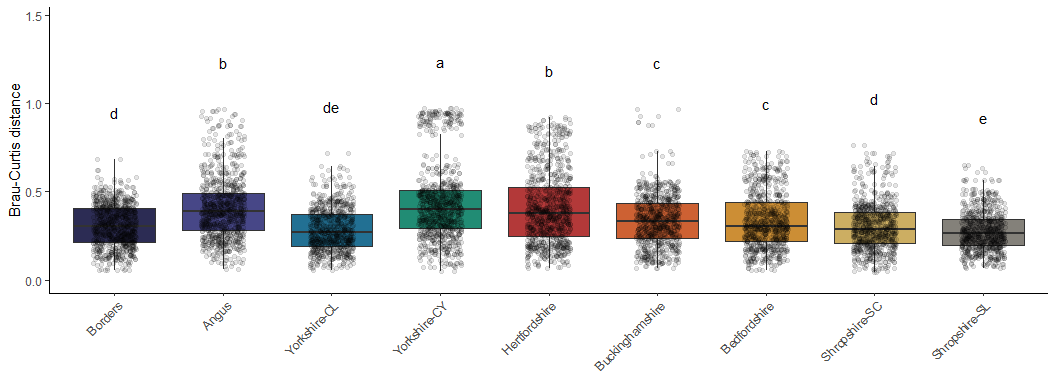 1.5
1.0
0.5
0.0
Brau-Curtis distance
d
b
de
a
b
c
c
d
e
Borders
Angus
Yorkshire-CL
Yorkshire-CY
Hertfordshire
Buckinghamshire
Bedfordshire
Shropshire-SC
Shropshire-SL